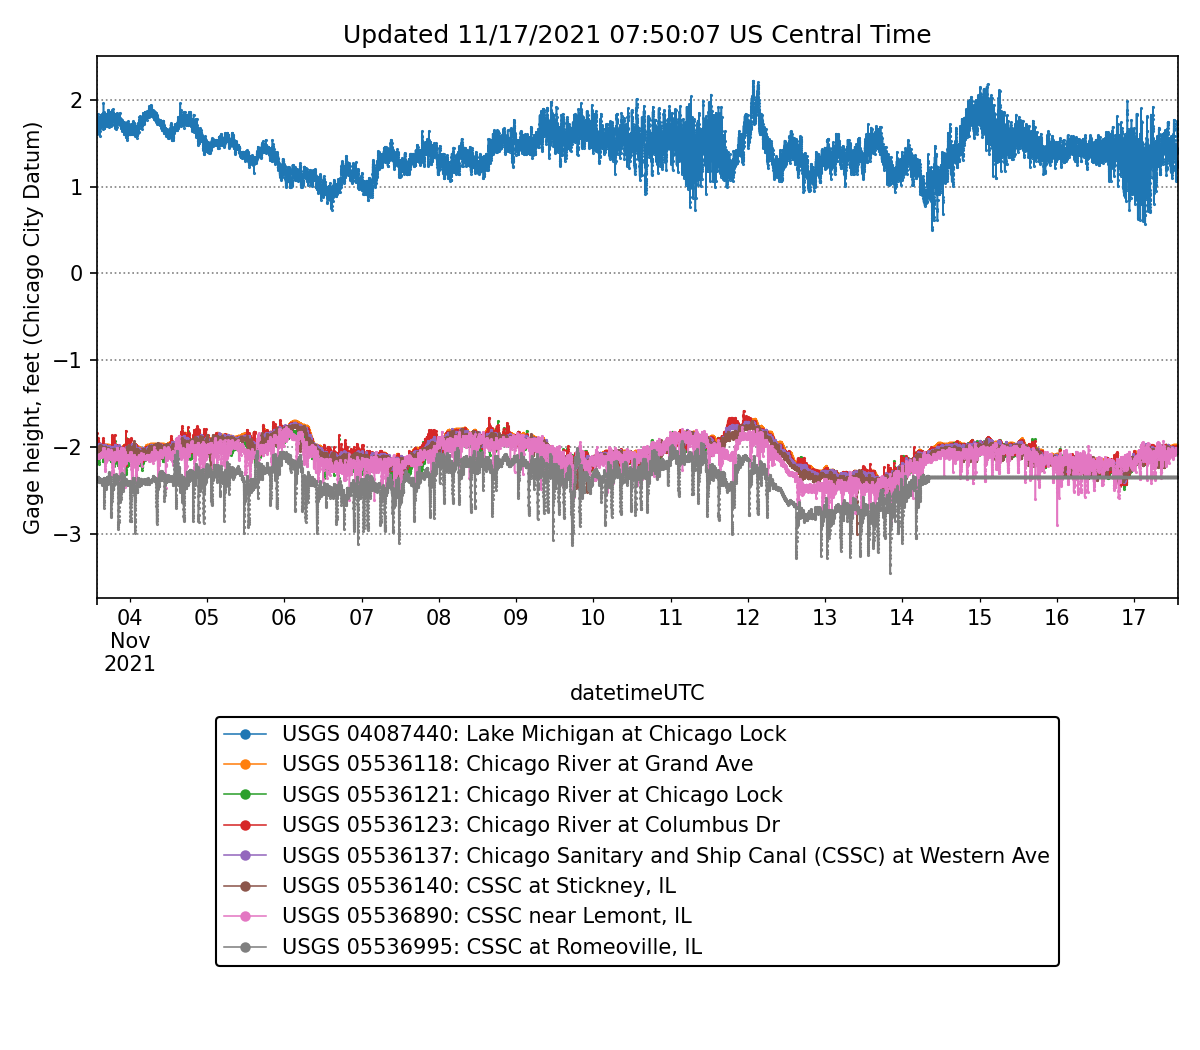 Updated 11/17/2021 07:50:07 US Central Time
Gage height, feet (Chicago City Datum)
2
1
0
−1
−2
−3
04 05 06 07 08 09 10 11 12 13 14 15 16 17
Nov
2021
datetimeUTC
USGS 04087440: Lake Michigan at Chicago Lock
USGS 05536118: Chicago River at Grand Ave
USGS 05536121: Chicago River at Chicago Lock
USGS 05536123: Chicago River at Columbus Dr
USGS 05536137: Chicago Sanitary and Ship Canal (CSSC) at Western Ave
USGS 05536140: CSSC at Stickney, IL
USGS 05536890: CSSC near Lemont, IL
USGS 05536995: CSSC at Romeoville, IL